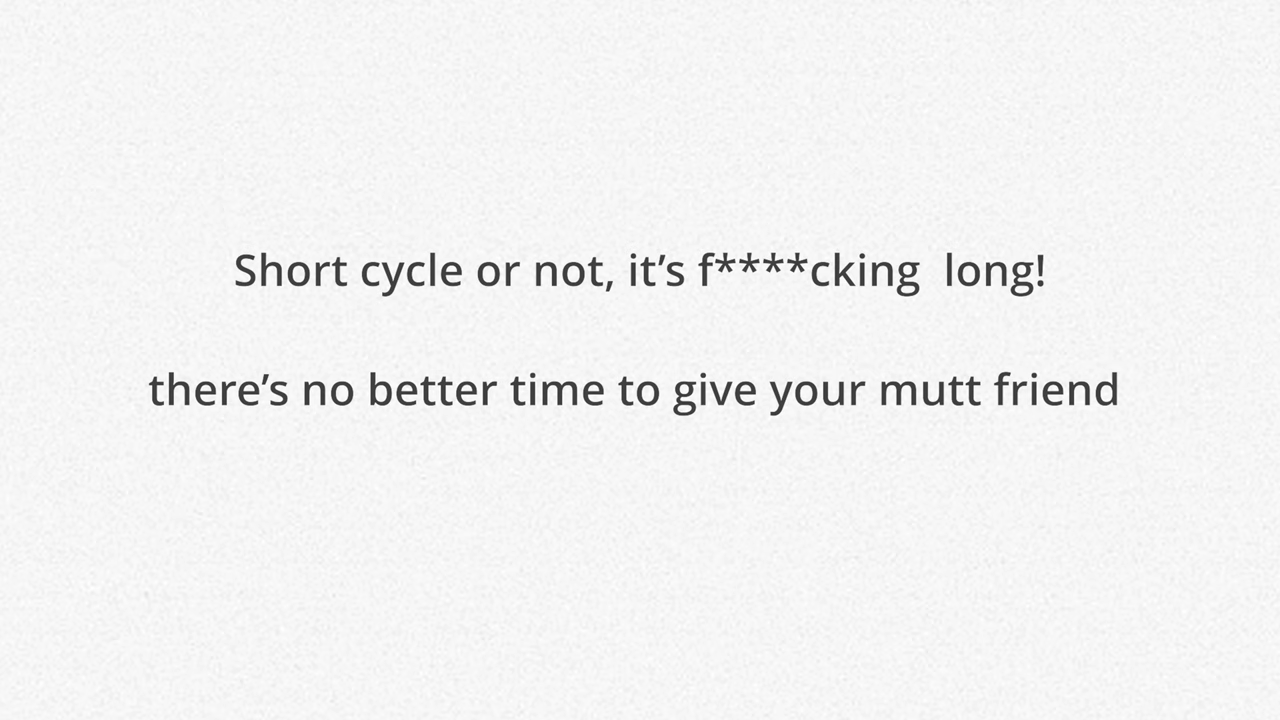 Short cycle or not, it’s f****cking  long!
there’s no better time to give your mutt friend